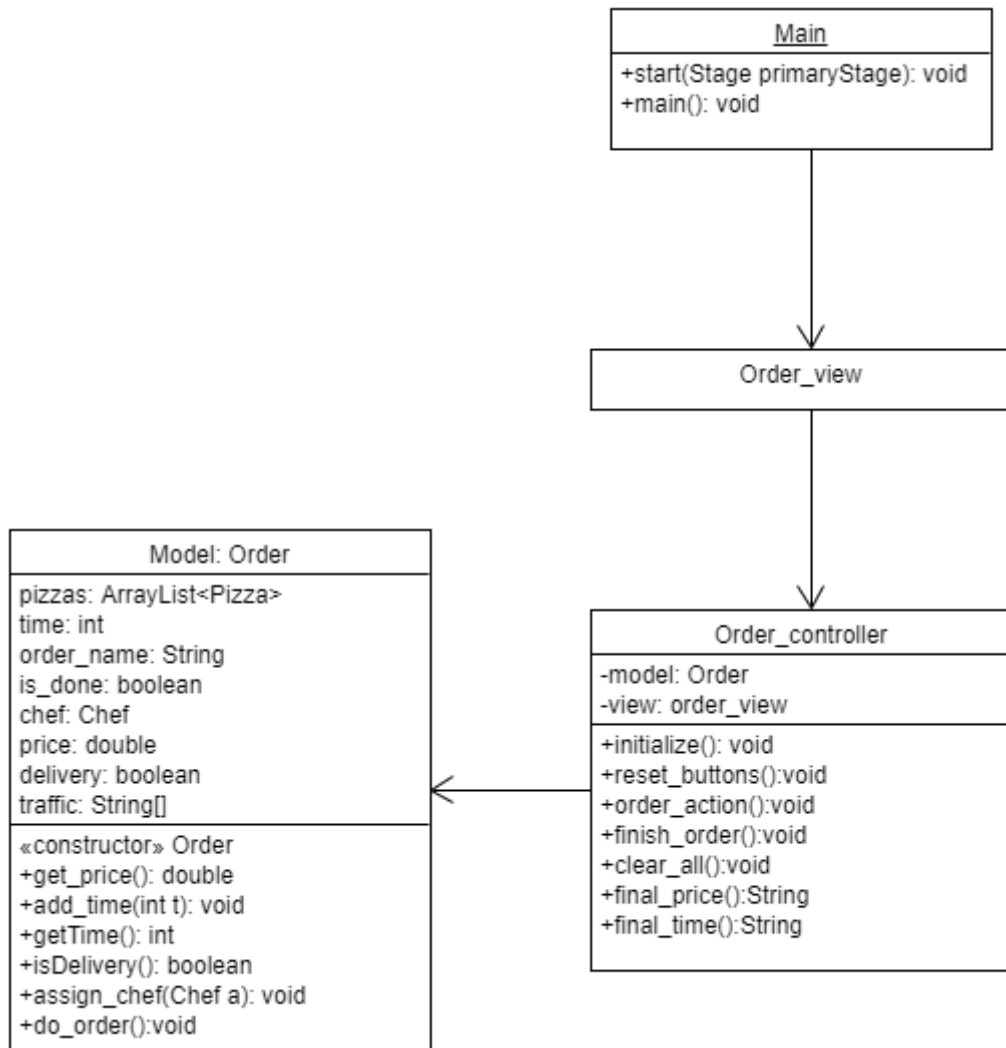 Main
+start(Stage primaryStage): void
+main(): void
Order_view
Model: Order
pizzas: ArrayList<Pizza>
time: int
order_name: String
is_done: boolean
chef: Chef
price: double
delivery: boolean
traffic: String[]
«constructor» Order
+get_price(): double
+add_time(int t): void
+getTime(): int
+isDelivery(): boolean
+assign_chef(Chef a): void
+do_order():void
Order_controller
-model: Order
-view: order_view
+initialize(): void
+reset_buttons():void
+order_action():void
+finish_order():void
+clear_all():void
+final_price():String
+final_time():String